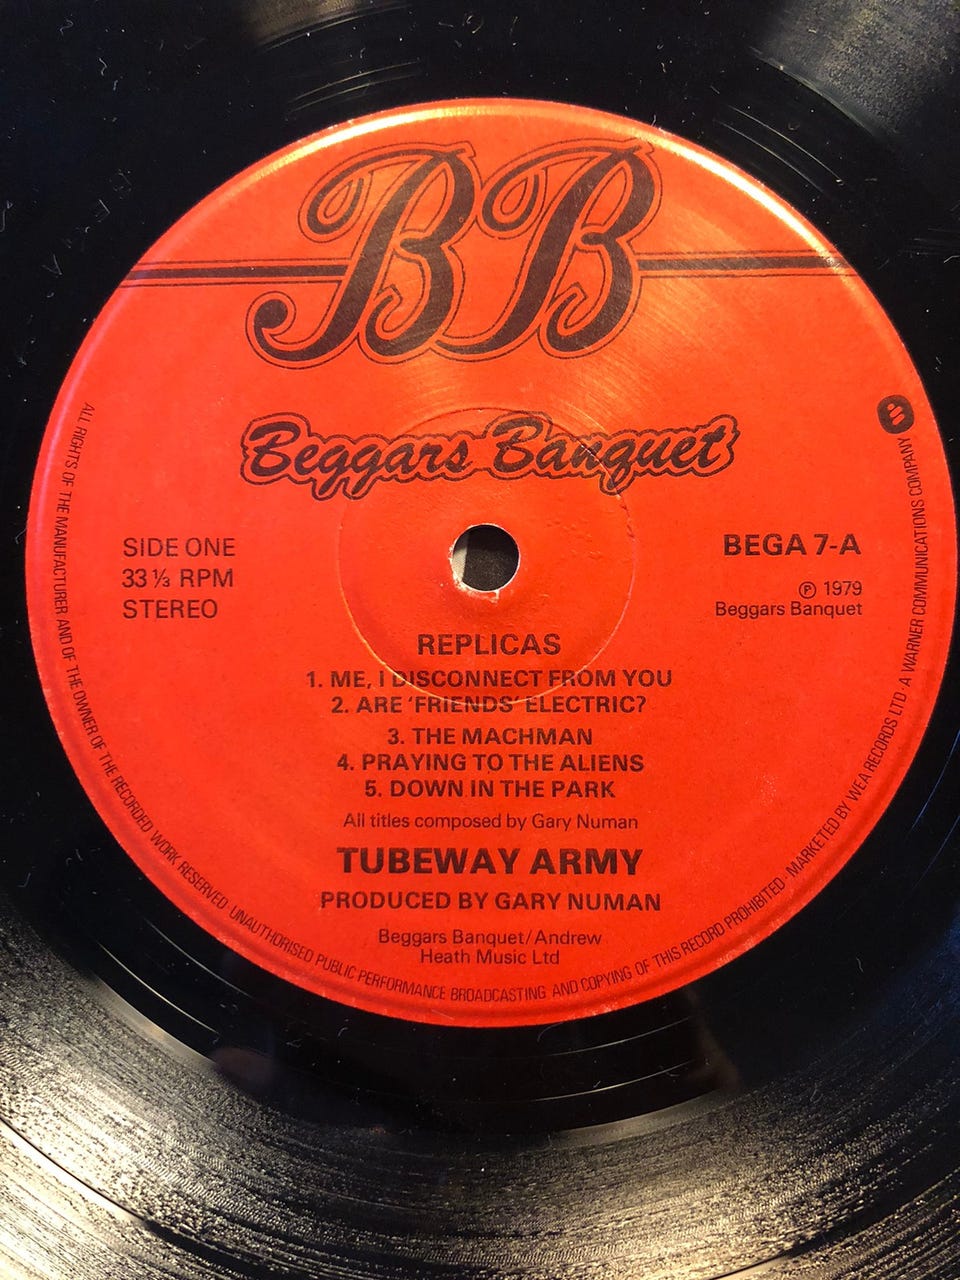 BB
Beggars Banquet
SIDE ONE
33 ⅓ RPM
STEREO
BEGA 7-A
℗ 1979
Beggars Banquet
REPLICAS
1. ME, I DISCONNECT FROM YOU
2. ARE ‘FRIENDS’ ELECTRIC?
3. THE MACHMAN
4. PRAYING TO THE ALIENS
5. DOWN IN THE PARK
All titles composed by Gary Numan
TUBEWAY ARMY
PRODUCED BY GARY NUMAN
Beggars Banquet/Andrew
Heath Music Ltd
ALL RIGHTS OF THE MANUFACTURER AND OF THE OWNER OF THE RECORDED WORK RESERVED · UNAUTHORISED PUBLIC PERFORMANCE BROADCASTING AND COPYING OF THIS RECORD PROHIBITED · MARKETED BY WEA RECORDS LTD · A WARNER COMMUNICATIONS COMPANY